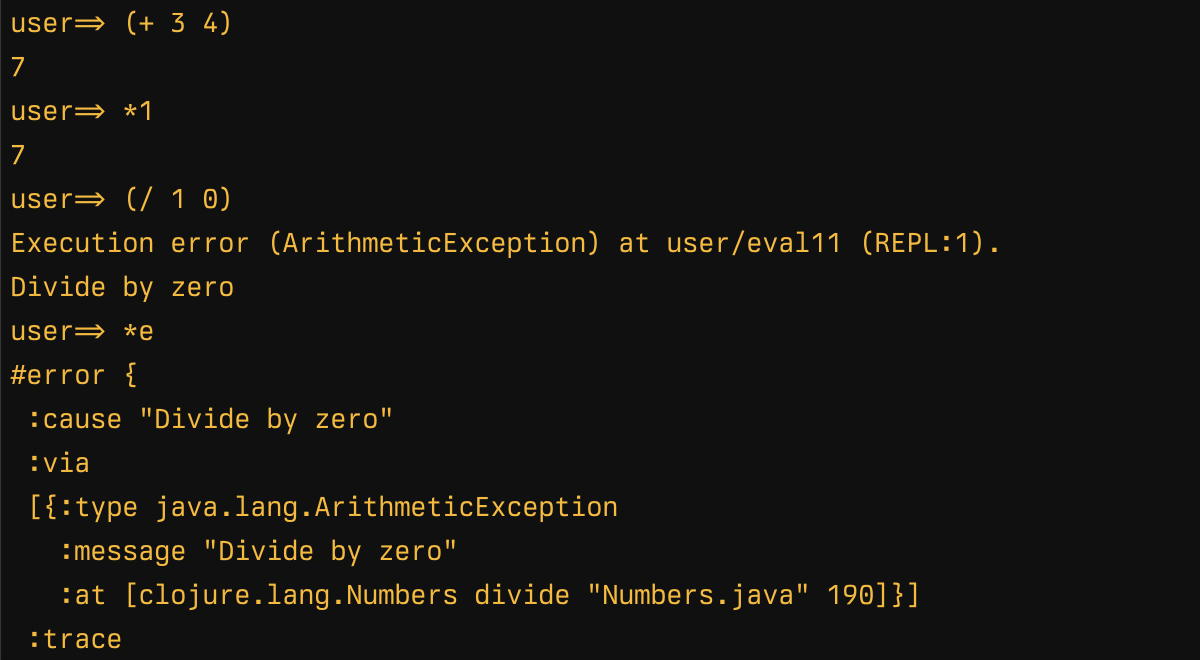 user=> (+ 3 4)
7
user=> *1
7
user=> (/ 1 0)
Execution error (ArithmeticException) at user/eval11 (REPL:1).
Divide by zero
user=> *e
#error {
 :cause "Divide by zero"
 :via
 [{:type java.lang.ArithmeticException
   :message "Divide by zero"
   :at [clojure.lang.Numbers divide "Numbers.java" 190]}]
 :trace